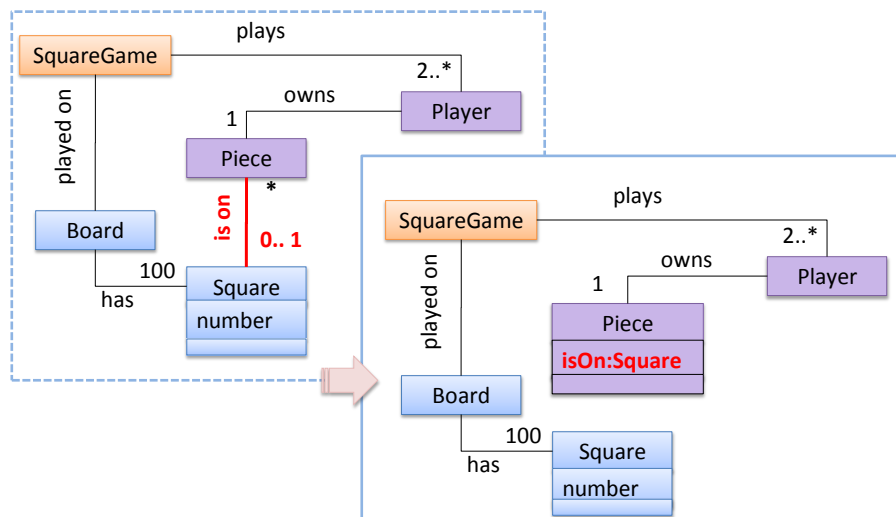 plays
SquareGame
2..*
owns
Player
1
played on
Piece
*
is on
0.. 1
Board
100
Square
has
number
plays
SquareGame
2..*
owns
Player
1
played on
Piece
isOn:Square
Board
100
Square
has
number